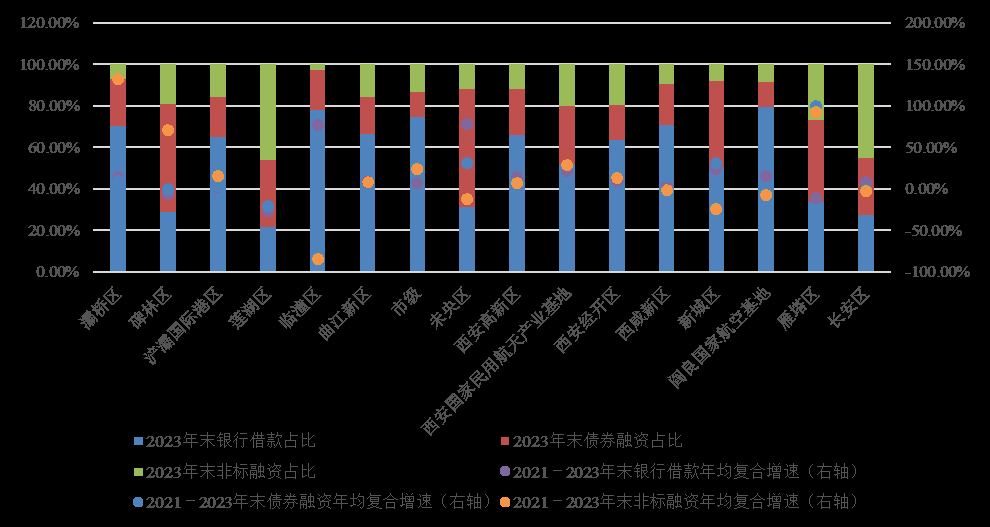 120.00%
100.00%
80.00%
60.00%
40.00%
20.00%
0.00%
200.00%
150.00%
100.00%
50.00%
0.00%
-50.00%
-100.00%
灞桥区
碑林区
浐灞国际港区
莲湖区
临潼区
曲江新区
市级
未央区
西安高新区
西安国家民用航天产业基地
西安经开区
西咸新区
新城区
阎良国家航空基地
雁塔区
长安区
2023年末银行借款占比 2023年末债券融资占比
2023年末非标融资占比 2021－2023年末银行借款年均复合增速（右轴）
2021－2023年末债券融资年均复合增速（右轴） 2021－2023年末非标融资年均复合增速（右轴）